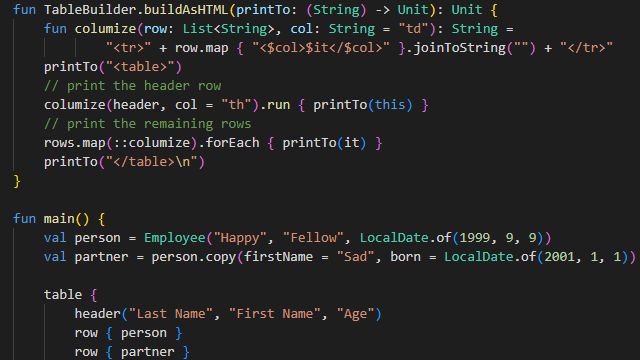 fun TableBuilder.buildAsHTML(printTo: (String) -> Unit): Unit {
    fun columize(row: List<String>, col: String = "td"): String =
            "<tr>" + row.map { "<$col>$it</$col>" }.joinToString("") + "</tr>"
    printTo("<table>")
    // print the header row
    columize(header, col = "th").run { printTo(this) }
    // print the remaining rows
    rows.map(::columize).forEach { printTo(it) }
    printTo("</table>\n")
}

fun main() {
    val person = Employee("Happy", "Fellow", LocalDate.of(1999, 9, 9))
    val partner = person.copy(firstName = "Sad", born = LocalDate.of(2001, 1, 1))

    table {
        header("Last Name", "First Name", "Age")
        row { person }
        row { partner }